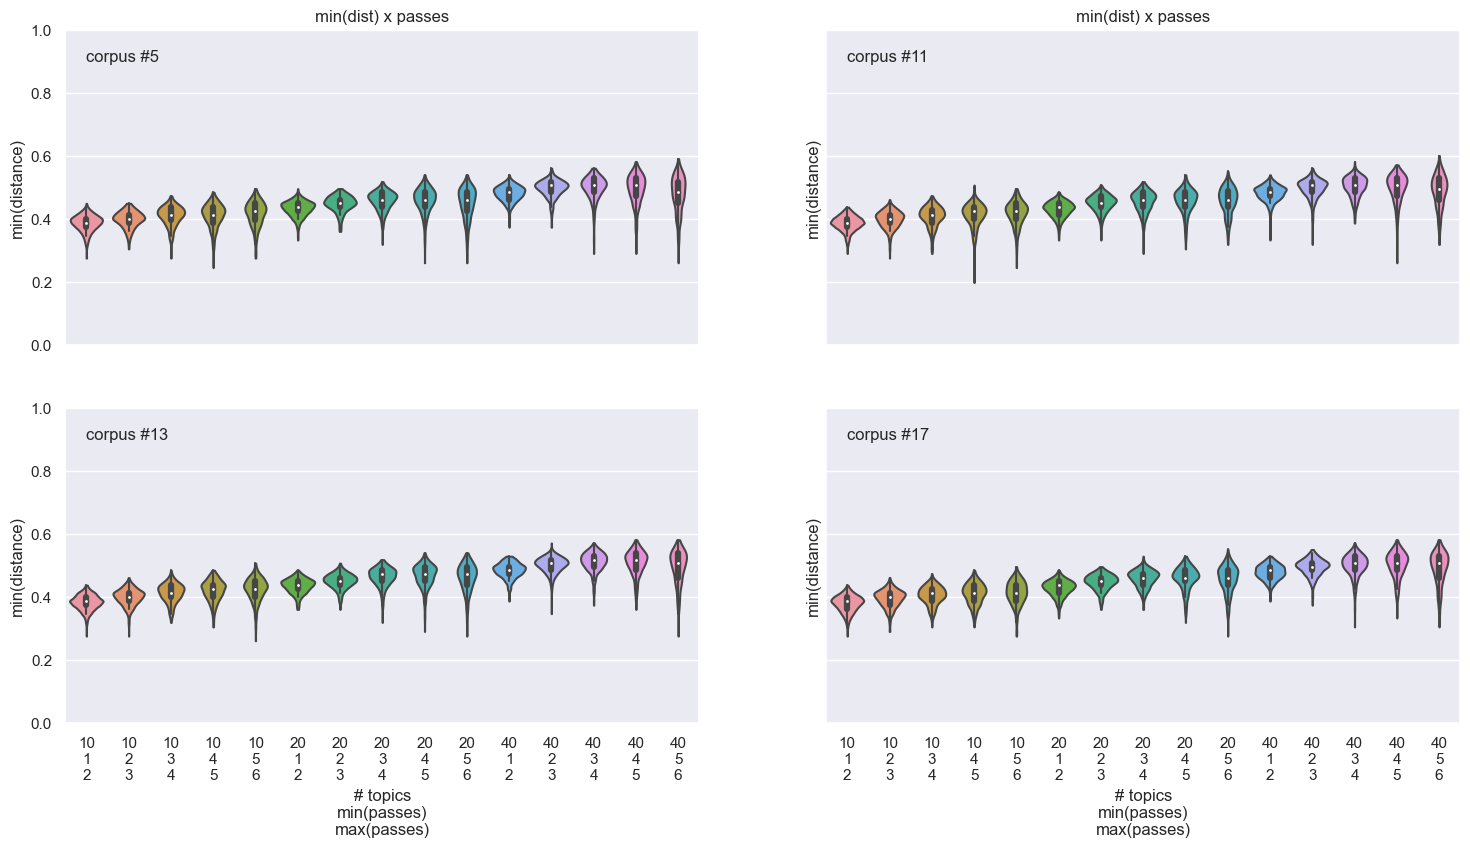 min(dist) x passes
min(dist) x passes
corpus #5
corpus #11
1.0
0.8
0.6
0.4
0.2
0.0
min(distance)
min(distance)
corpus #13
corpus #17
1.0
0.8
0.6
0.4
0.2
0.0
min(distance)
min(distance)
10 10 10 10 10 20 20 20 20 20 40 40 40 40 40
1 2 3 4 5 1 2 3 4 5 1 2 3 4 5
2 3 4 5 6 2 3 4 5 6 2 3 4 5 6
# topics
min(passes)
max(passes)
10 10 10 10 10 20 20 20 20 20 40 40 40 40 40
1 2 3 4 5 1 2 3 4 5 1 2 3 4 5
2 3 4 5 6 2 3 4 5 6 2 3 4 5 6
# topics
min(passes)
max(passes)